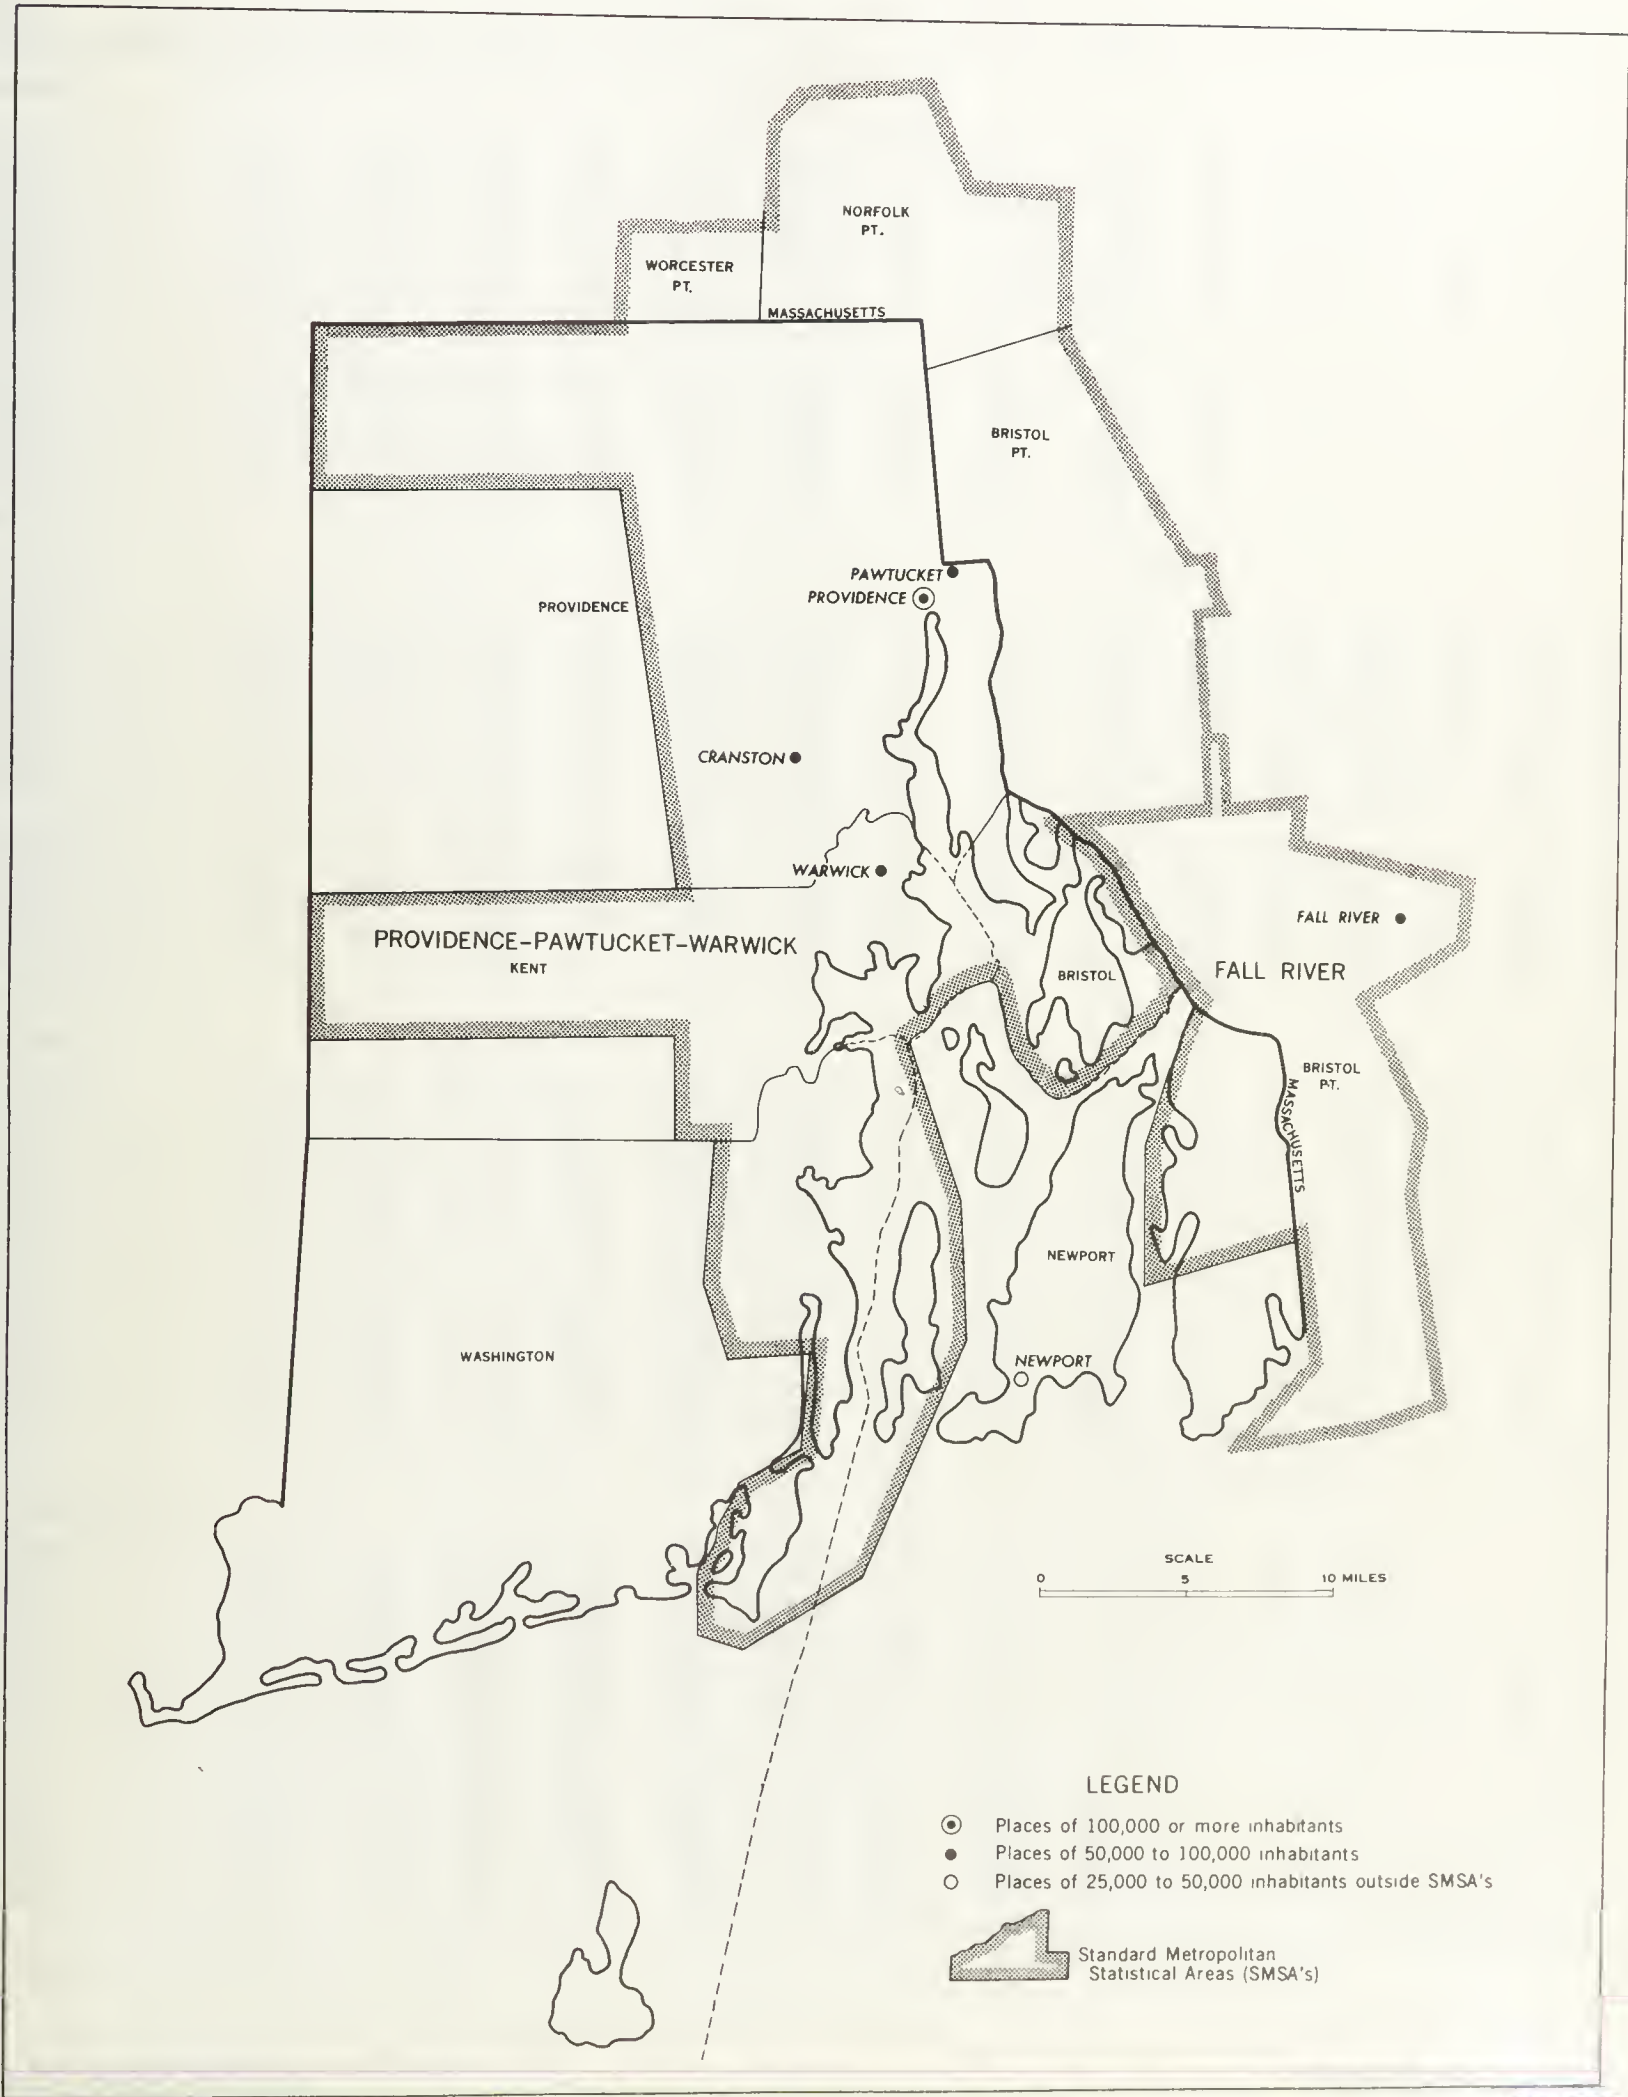 NORFOLK
PT.
WORCESTER
PT.
MASSACHUSETTS
BRISTOL
PT.
PAWTUCKET
PROVIDENCE
PROVIDENCE
CRANSTON
WARWICK
FALL RIVER
PROVIDENCE-PAWTUCKET-WARWICK
KENT
BRISTOL
FALL RIVER
BRISTOL
PT.
MASSACHUSETTS
NEWPORT
WASHINGTON
NEWPORT
SCALE
0 5 10 MILES
LEGEND
Places of 100,000 or more inhabitants
Places of 50,000 to 100,000 inhabitants
Places of 25,000 to 50,000 inhabitants outside SMSA's
Standard Metropolitan
Statistical Areas (SMSA's)